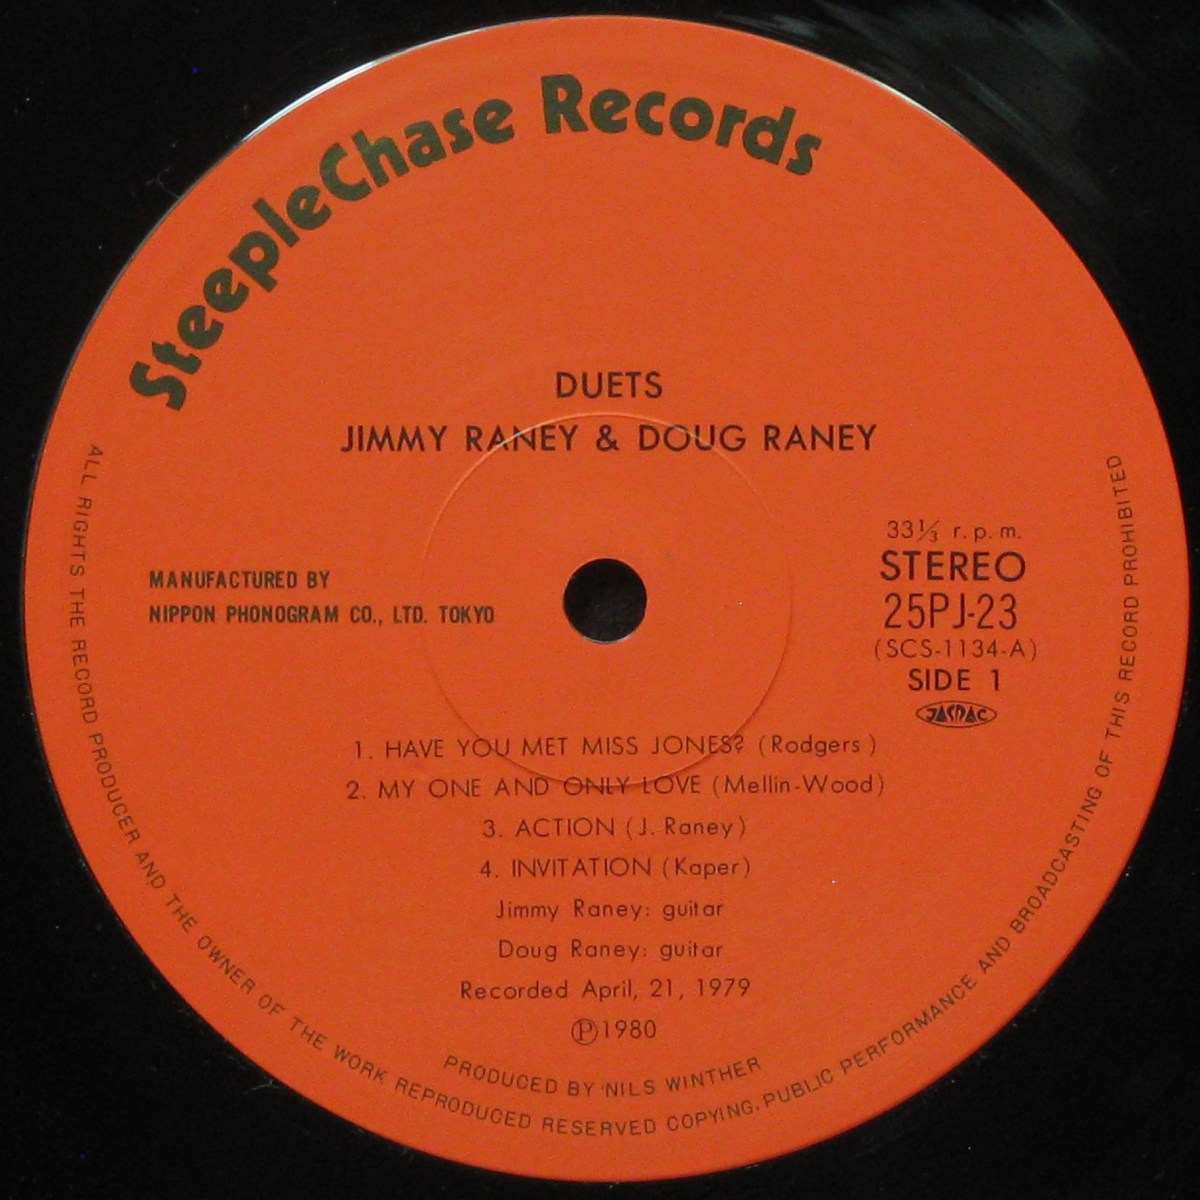 SteepleChase Records
DUETS
JIMMY RANEY & DOUG RANEY
MANUFACTURED BY
NIPPON PHONOGRAM CO., LTD. TOKYO
33⅓ r.p.m.
STEREO
25PJ-23
(SCS-1134-A)
SIDE 1
JASRAC
1. HAVE YOU MET MISS JONES? (Rodgers)
2. MY ONE AND ONLY LOVE (Mellin-Wood)
3. ACTION (J. Raney)
4. INVITATION (Kaper)
Jimmy Raney: guitar
Doug Raney: guitar
Recorded April, 21, 1979
℗1980
PRODUCED BY NILS WINTHER
ALL RIGHTS THE RECORD PRODUCER AND THE OWNER OF THE WORK REPRODUCED RESERVED COPYING, PUBLIC PERFORMANCE AND BROADCASTING OF THIS RECORD PROHIBITED